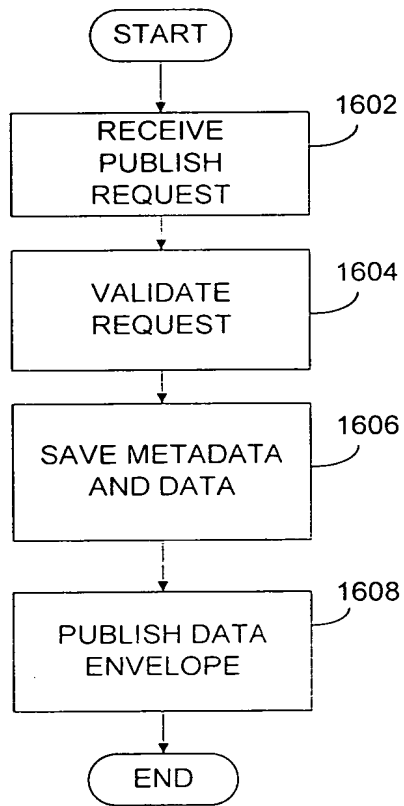 START
1602
RECEIVE
PUBLISH
REQUEST
1604
VALIDATE
REQUEST
1606
SAVE METADATA
AND DATA
1608
PUBLISH DATA
ENVELOPE
END